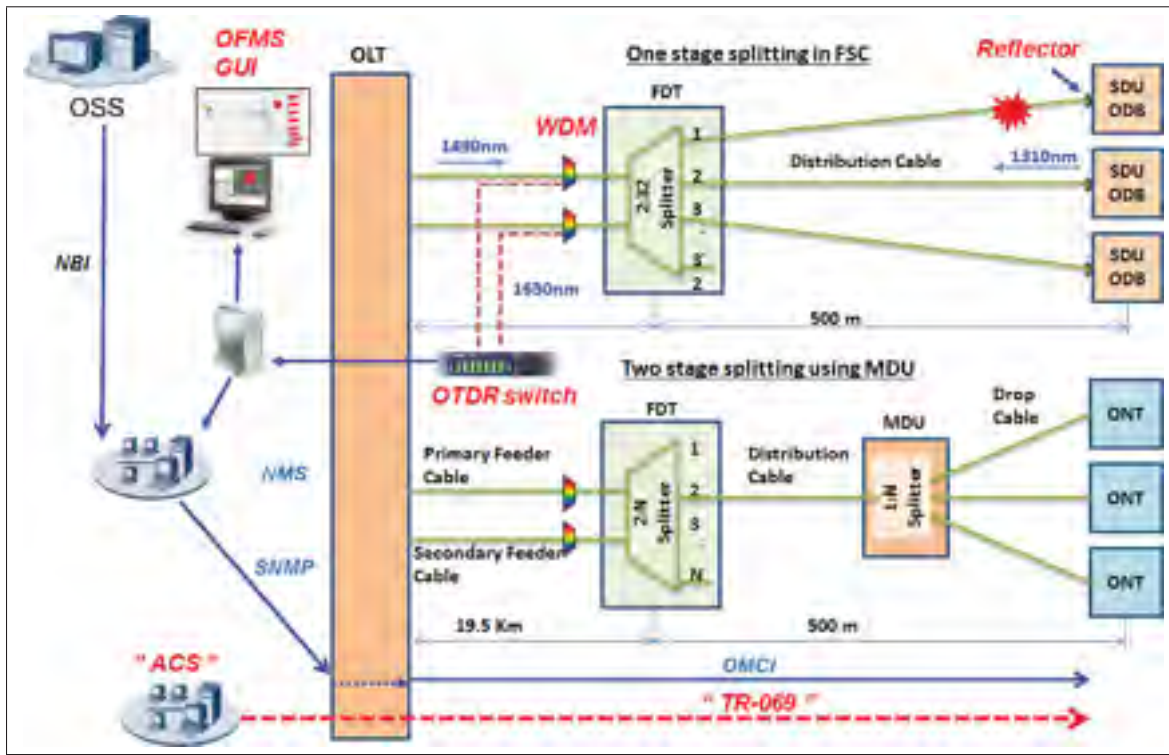 OFMS
GUI
OSS
OLT
One stage splitting in FSC
Reflector
FDT
SDU
ODB
WDM
1490nm
1
Distribution Cable
1310nm
2:32
Splitter
2
SDU
ODB
3
.
3
2
SDU
ODB
NBI
1650nm
500 m
OTDR switch
Two stage splitting using MDU
FDT
MDU
Drop
Cable
ONT
Primary Feeder
Cable
NMS
1
Distribution
Cable
2:N
Splitter
2
1:N
Splitter
ONT
3
.
SNMP
Secondary Feeder
Cable
N
ONT
19.5 Km
500 m
" ACS "
OMCI
" TR-069 "